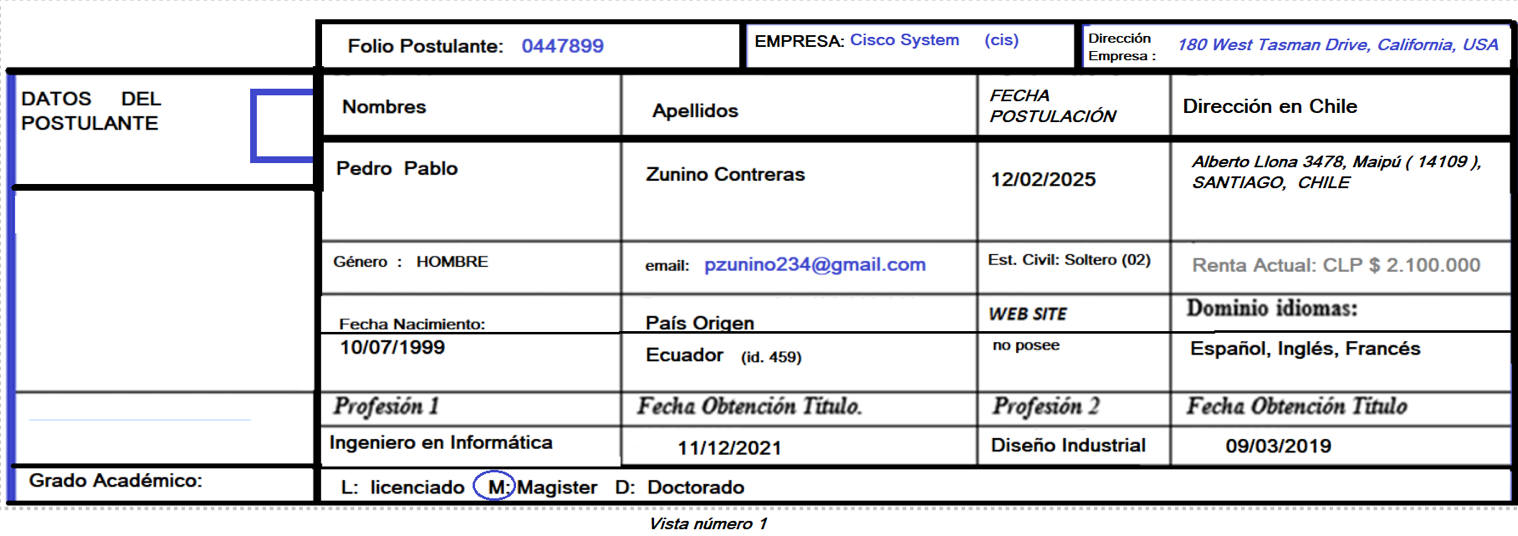 Folio Postulante: 0447899
EMPRESA: Cisco System (cis)
Dirección
Empresa :
180 West Tasman Drive, California, USA
DATOS DEL
POSTULANTE
Nombres
Apellidos
FECHA
POSTULACIÓN
Dirección en Chile
Pedro Pablo
Zunino Contreras
12/02/2025
Alberto Llona 3478, Maipú ( 14109 ),
SANTIAGO, CHILE
Género : HOMBRE
email: pzunino234@gmail.com
Est. Civil: Soltero (02)
Renta Actual: CLP $ 2.100.000
Fecha Nacimiento:
País Origen
WEB SITE
Dominio idiomas:
10/07/1999
Ecuador (id. 459)
no posee
Español, Inglés, Francés
Profesión 1
Fecha Obtención Título.
Profesión 2
Fecha Obtención Título
Ingeniero en Informática
11/12/2021
Diseño Industrial
09/03/2019
Grado Académico:
L: licenciado M: Magister D: Doctorado
Vista número 1